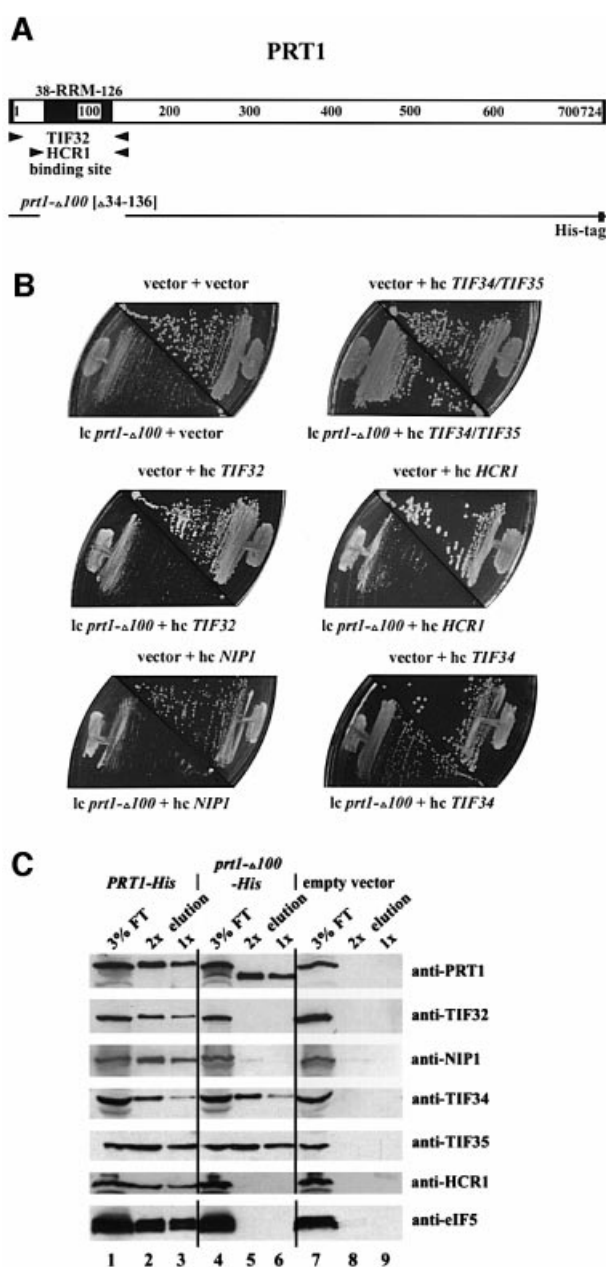 A
PRT1
38-RRM-126
1 100 200 300 400 500 600 700 724
TIF32
HCR1
binding site
prt1-Δ100 [Δ34-136]
His-tag
B
vector + vector
vector + hc TIF34/TIF35
lc prt1-Δ100 + vector
lc prt1-Δ100 + hc TIF34/TIF35
vector + hc TIF32
vector + hc HCR1
lc prt1-Δ100 + hc TIF32
lc prt1-Δ100 + hc HCR1
vector + hc NIP1
vector + hc TIF34
lc prt1-Δ100 + hc NIP1
lc prt1-Δ100 + hc TIF34
C
PRT1-His
prt1-Δ100
-His
empty vector
3% FT 2x elution 1x 3% FT 2x elution 1x 3% FT 2x elution 1x
anti-PRT1
anti-TIF32
anti-NIP1
anti-TIF34
anti-TIF35
anti-HCR1
anti-eIF5
1 2 3 4 5 6 7 8 9